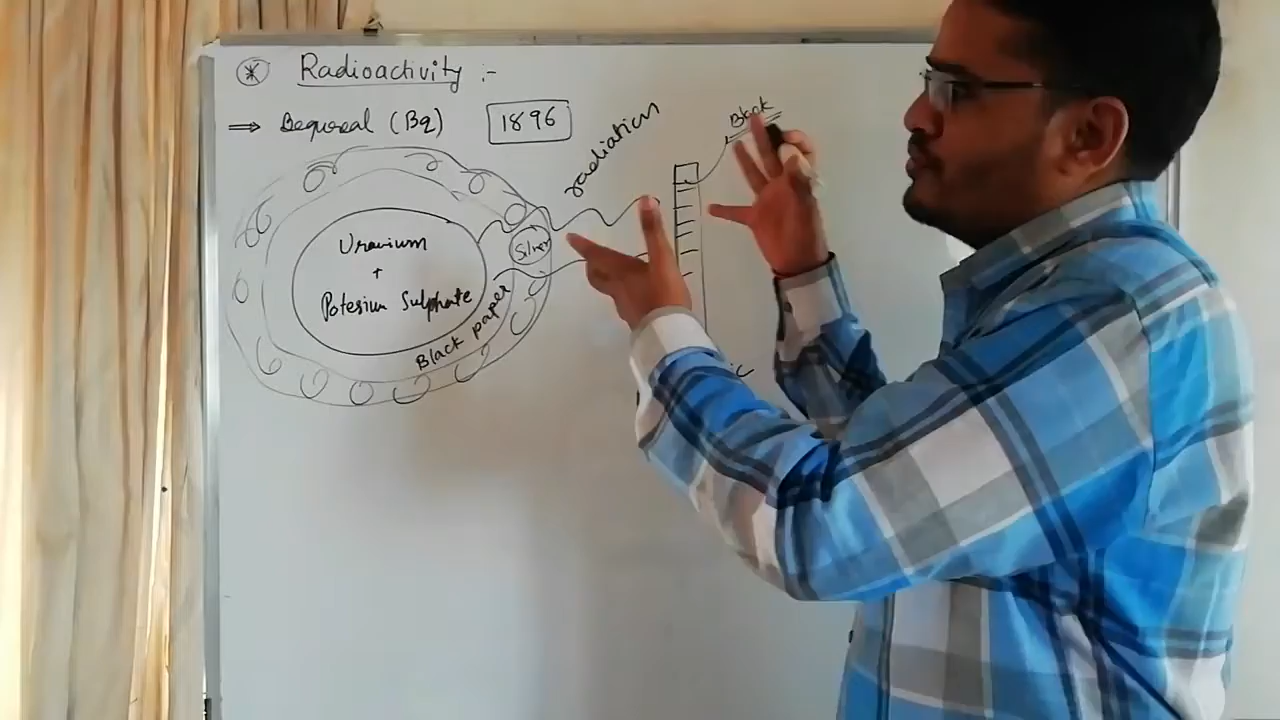 * Radioactivity :-
⇒ Bequeral (Bq) 1896
radiation
Black
Uranium
+
Potesium Sulphate
Silver
Black paper